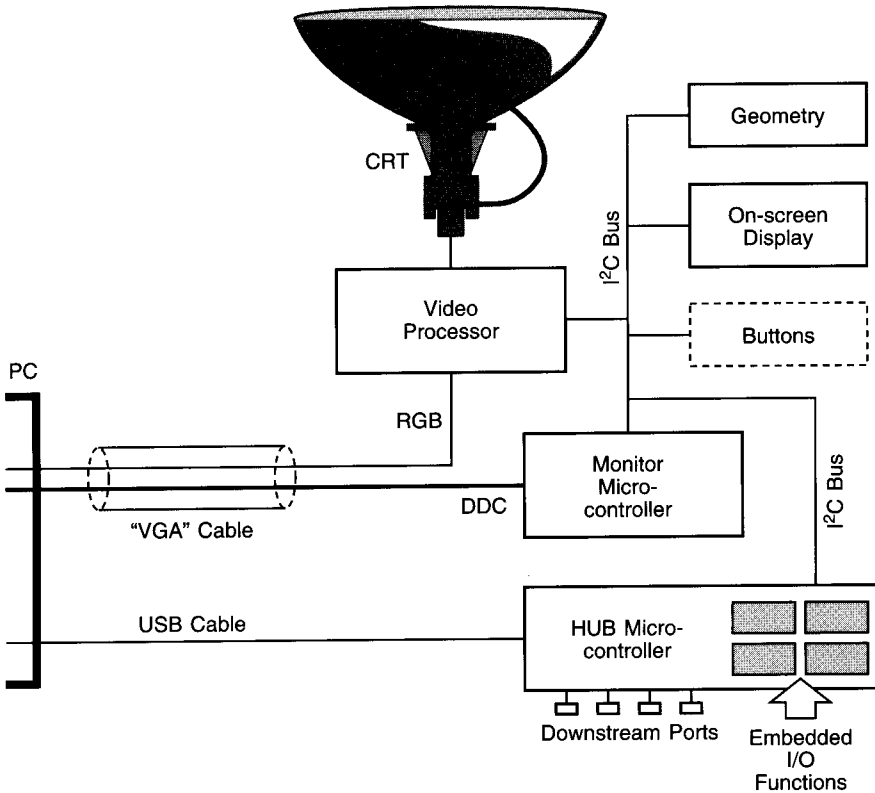 Geometry
CRT
On-screen
Display
I²C Bus
Video
Processor
Buttons
PC
RGB
Monitor
Micro-
controller
I²C Bus
DDC
“VGA” Cable
USB Cable
HUB Micro-
controller
Downstream Ports
Embedded
I/O
Functions